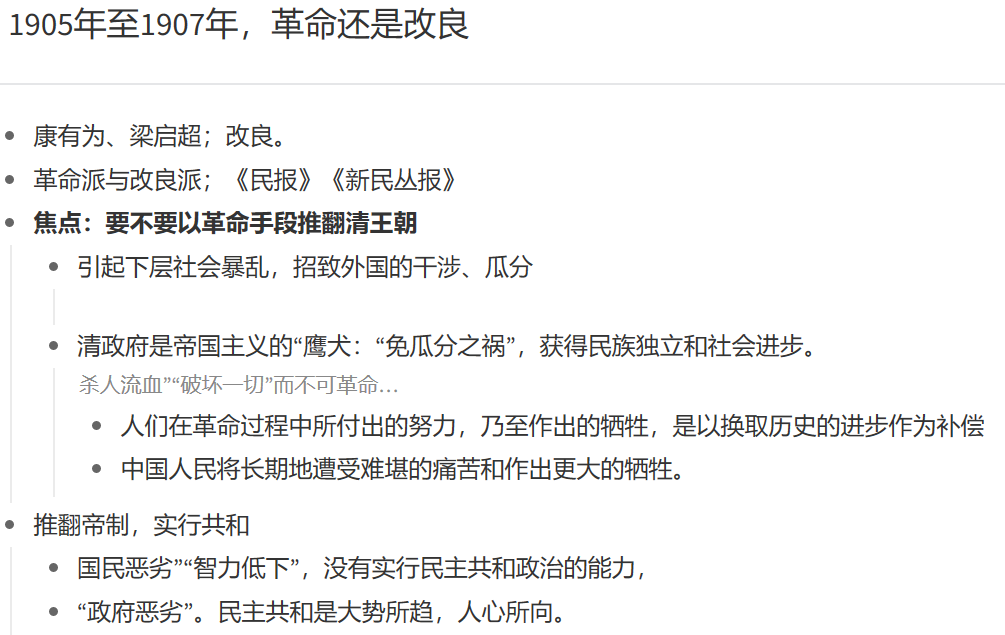 1905年至1907年，革命还是改良
康有为、梁启超；改良。
革命派与改良派；《民报》《新民丛报》
焦点：要不要以革命手段推翻清王朝
引起下层社会暴乱，招致外国的干涉、瓜分
清政府是帝国主义的“鹰犬：“免瓜分之祸”，获得民族独立和社会进步。
杀人流血”“破坏一切”而不可革命…
人们在革命过程中所付出的努力，乃至作出的牺牲，是以换取历史的进步作为补偿
中国人民将长期地遭受难堪的痛苦和作出更大的牺牲。
推翻帝制，实行共和
国民恶劣”“智力低下”，没有实行民主共和政治的能力，
“政府恶劣”。民主共和是大势所趋，人心所向。